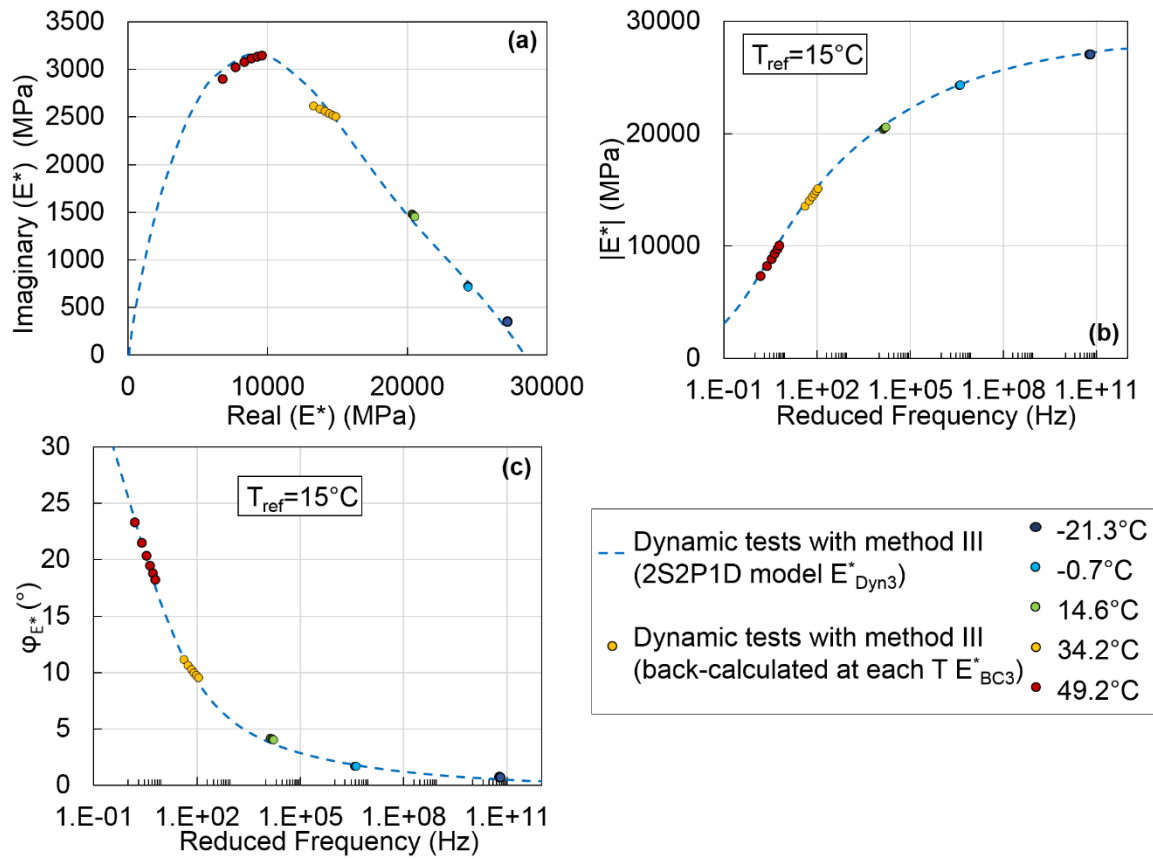 (a)
3500
3000
2500
2000
1500
1000
500
0
Imaginary (E*) (MPa)
0 10000 20000 30000
Real (E*) (MPa)
T_ref=15°C
(b)
30000
20000
10000
0
|E*| (MPa)
1.E-01 1.E+02 1.E+05 1.E+08 1.E+11
Reduced Frequency (Hz)
T_ref=15°C
(c)
30
25
20
15
10
5
0
φ_E* (°)
1.E-01 1.E+02 1.E+05 1.E+08 1.E+11
Reduced Frequency (Hz)
Dynamic tests with method III
(2S2P1D model E*_Dyn3)
Dynamic tests with method III
(back-calculated at each T E*_BC3)
-21.3°C
-0.7°C
14.6°C
34.2°C
49.2°C